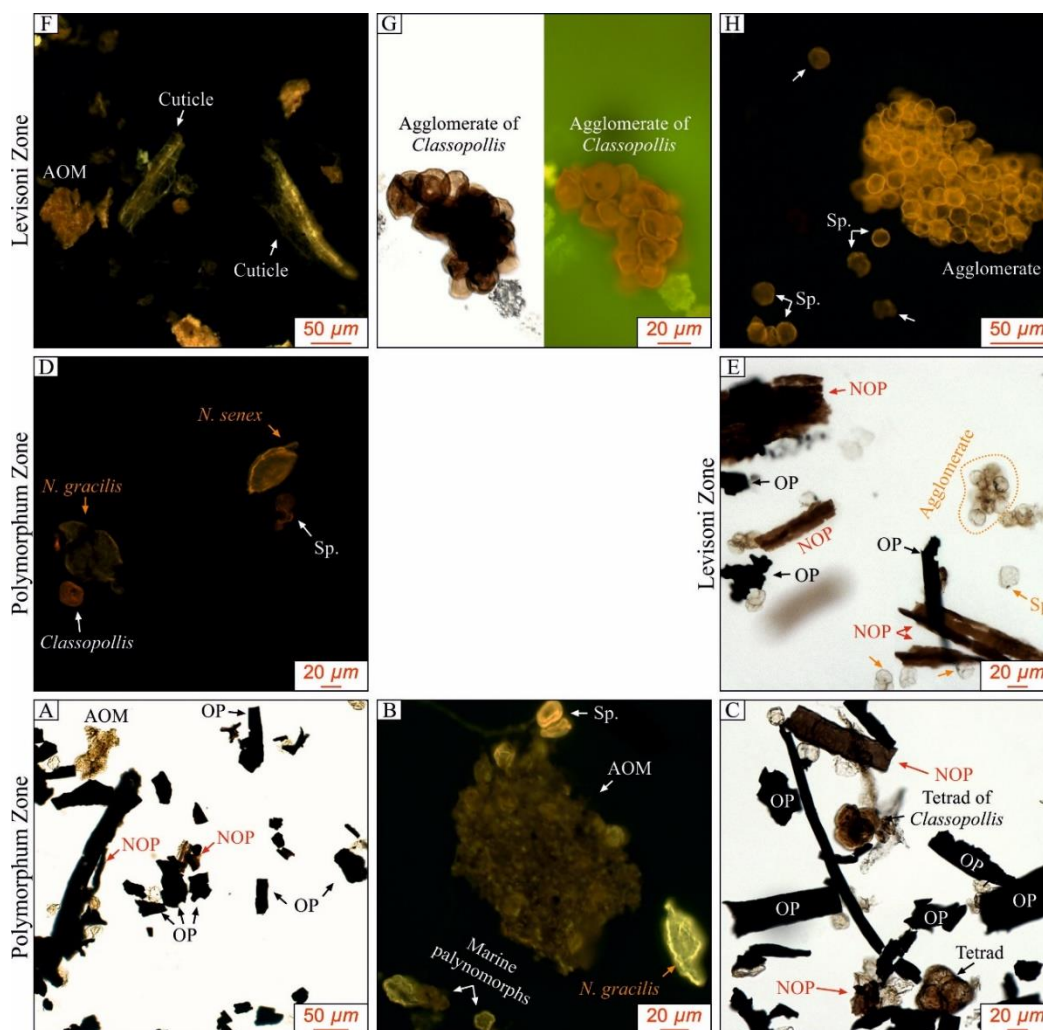 Levisoni Zone
F
Cuticle
AOM
Cuticle
50 µm
G
Agglomerate of
Classopollis
Agglomerate of
Classopollis
20 µm
H
Sp.
Sp.
Agglomerate
50 µm
Polymorphum Zone
D
N. senex
N. gracilis
Sp.
Classopollis
20 µm
Levisoni Zone
E
NOP
OP
Agglomerate
NOP
OP
OP
Sp
NOP
20 µm
Polymorphum Zone
A
AOM
OP
NOP
NOP
OP
OP
OP
50 µm
B
Sp.
AOM
Marine
palynomorphs
N. gracilis
20 µm
C
NOP
OP
Tetrad of
Classopollis
OP
OP
OP
OP
Tetrad
NOP
20 µm